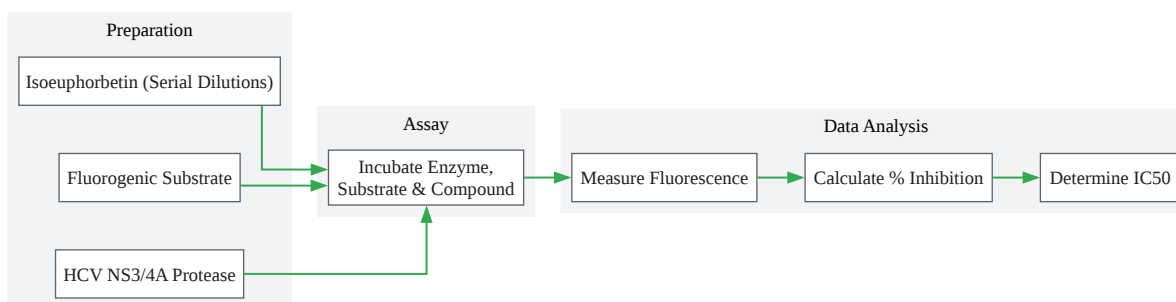 Preparation
Isoeuphorbetin (Serial Dilutions)
Fluorogenic Substrate
HCV NS3/4A Protease
Assay
Incubate Enzyme,
Substrate & Compound
Data Analysis
Measure Fluorescence
Calculate % Inhibition
Determine IC50